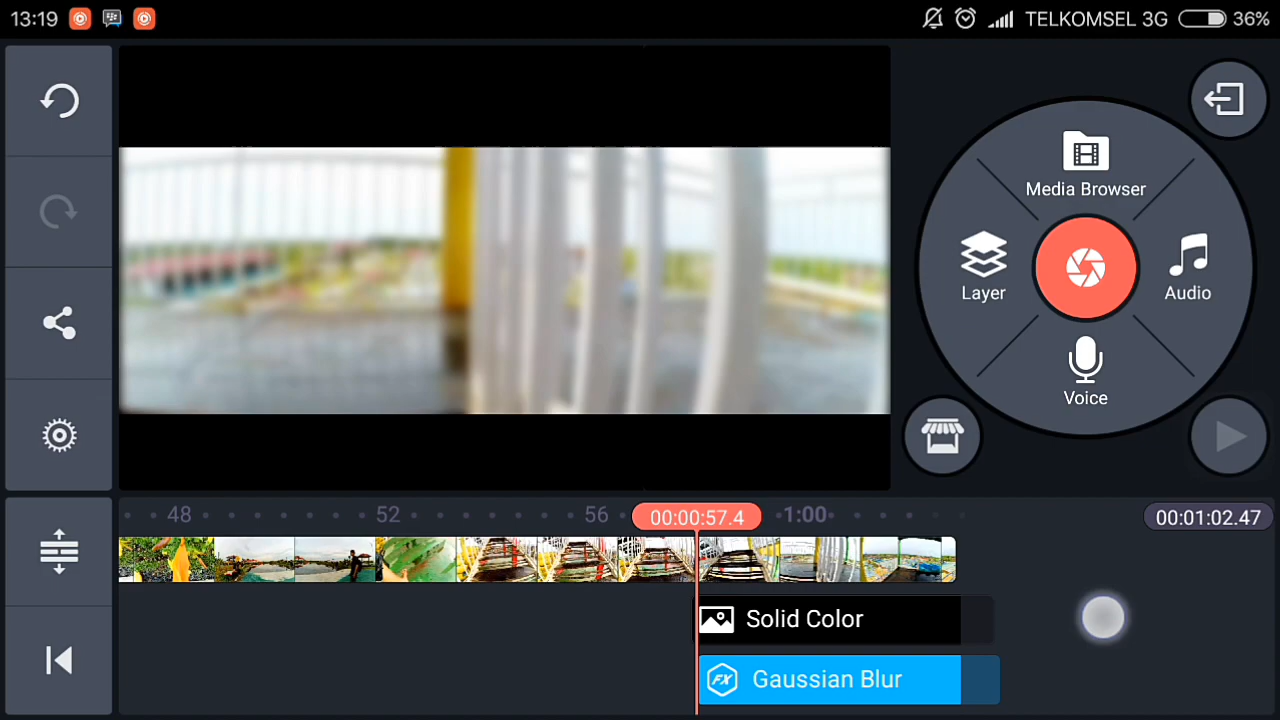 13:19
TELKOMSEL 3G
36%
Media Browser
Layer
Audio
Voice
48
52
56
00:00:57.4
1:00
00:01:02.47
Solid Color
FX
Gaussian Blur